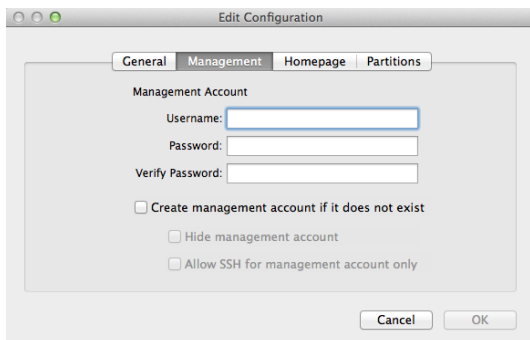 Edit Configuration
General Management Homepage Partitions
Management Account
Username:
Password:
Verify Password:
Create management account if it does not exist
Hide management account
Allow SSH for management account only
Cancel OK